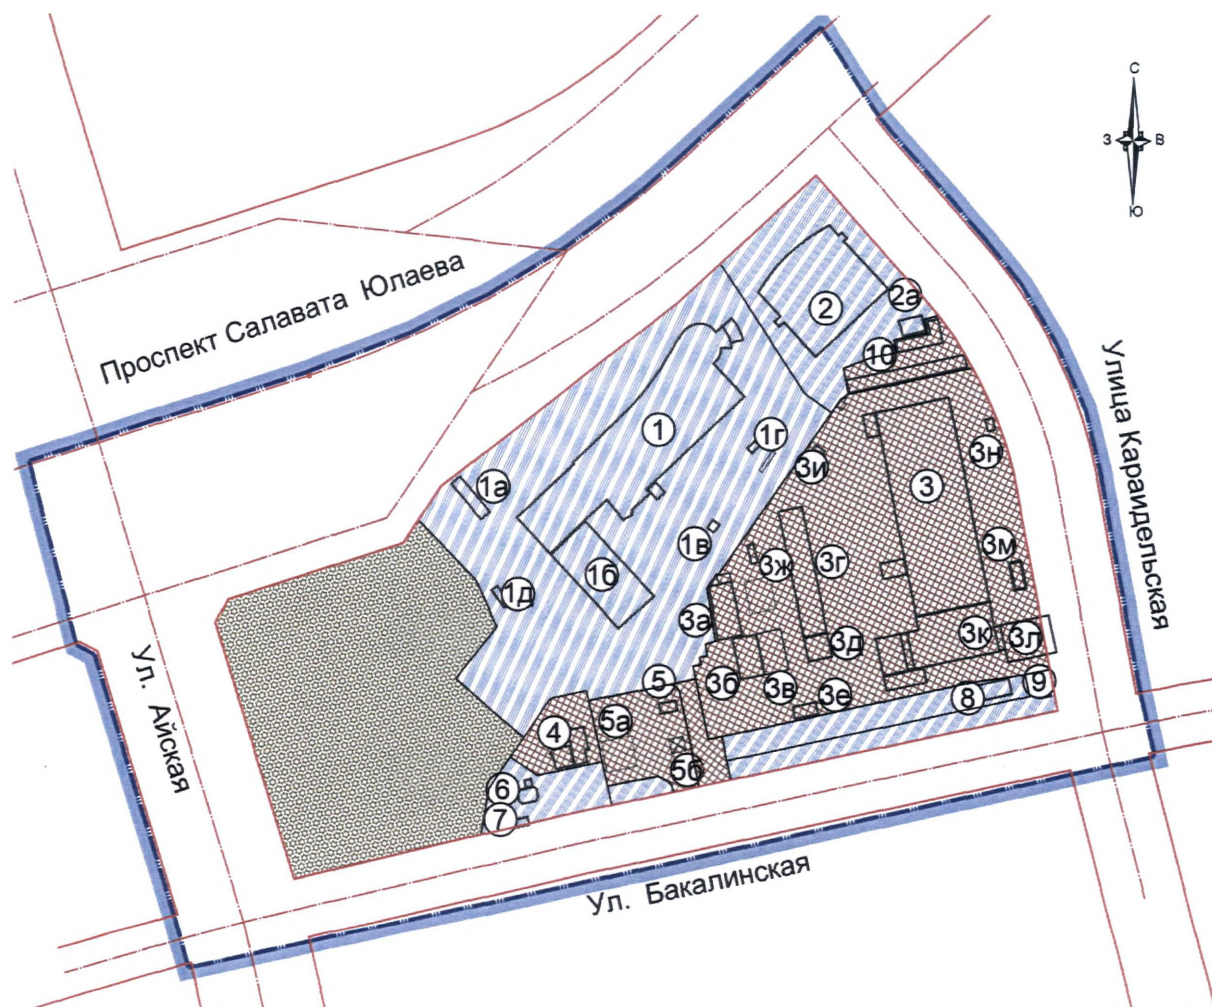 С
З В
Ю
Проспект Салавата Юлаева
Улица Караидельская
Ул. Айская
Ул. Бакалинская
2
2а
10
1
1г
3и
3н
3
1а
1в
3ж
3г
3м
1б
1д
3а
3д
3к
3л
5
3б
3в
3е
8
9
4
5а
5б
6
7